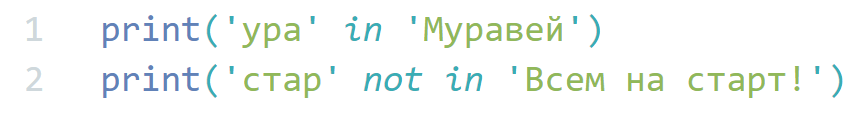 1 print('ура' in 'Муравей')
2 print('стар' not in 'Всем на старт!')